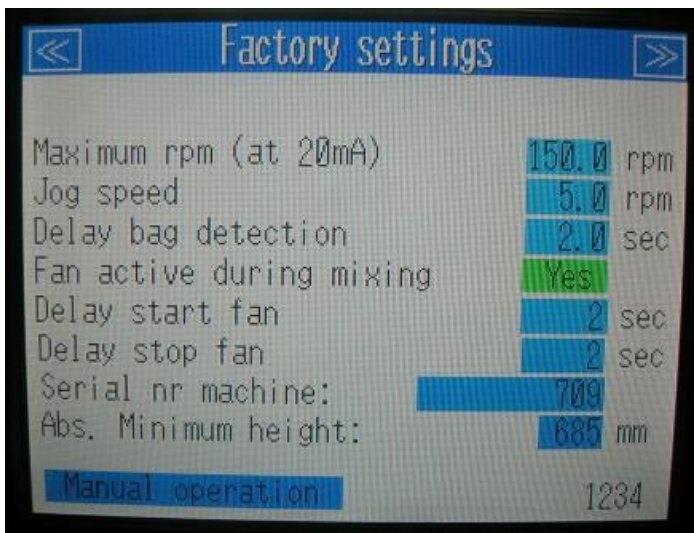 ≪ Factory settings ≫
Maximum rpm (at 20mA) 150.0 rpm
Jog speed 5.0 rpm
Delay bag detection 2.0 sec
Fan active during mixing Yes
Delay start fan 2 sec
Delay stop fan 2 sec
Serial nr machine: 709
Abs. Minimum height: 685 mm
Manual operation 1234